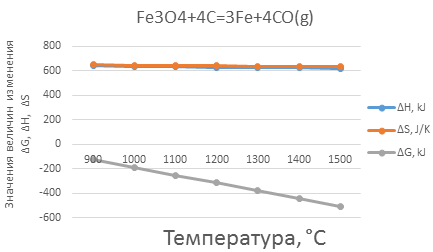 Fe3O4+4C=3Fe+4CO(g)
Значения величин изменения
ΔG, ΔH, ΔS
800
600
400
200
0
-200
-400
-600
900 1000 1100 1200 1300 1400 1500
ΔH, kJ
ΔS, J/K
ΔG, kJ
Температура, °C